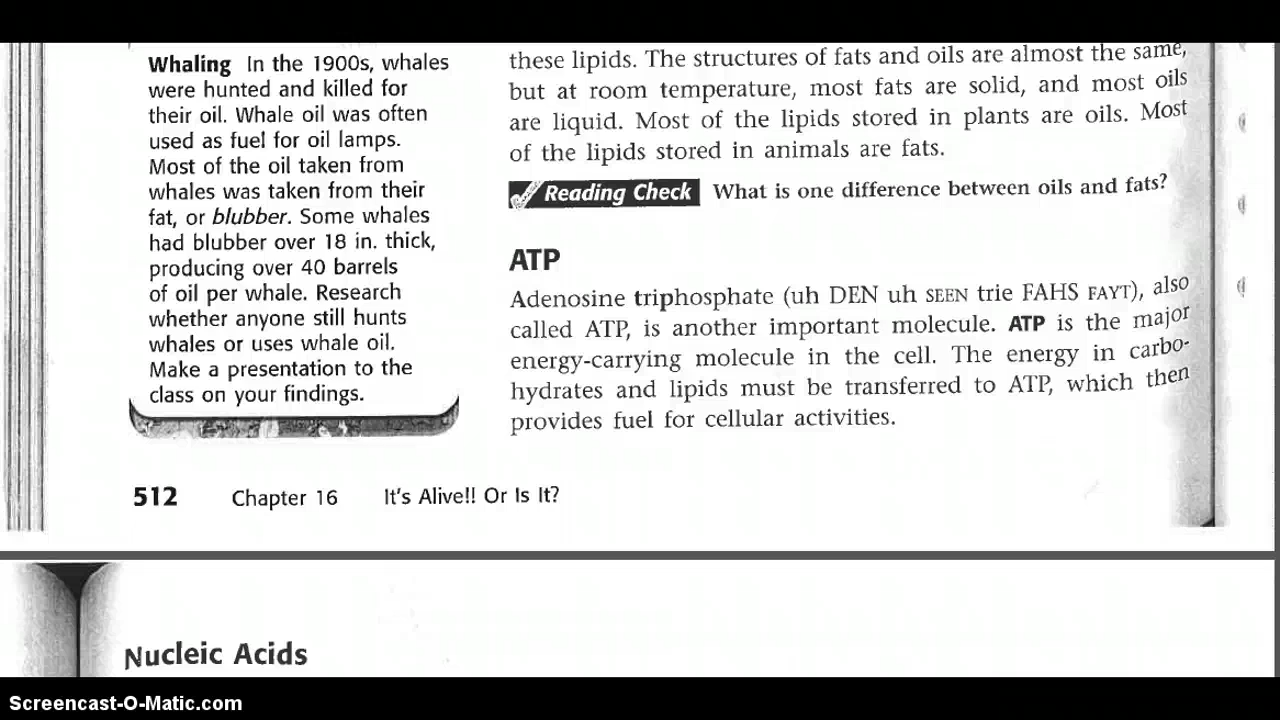 Whaling In the 1900s, whales
were hunted and killed for
their oil. Whale oil was often
used as fuel for oil lamps.
Most of the oil taken from
whales was taken from their
fat, or blubber. Some whales
had blubber over 18 in. thick,
producing over 40 barrels
of oil per whale. Research
whether anyone still hunts
whales or uses whale oil.
Make a presentation to the
class on your findings.
these lipids. The structures of fats and oils are almost the same,
but at room temperature, most fats are solid, and most oils
are liquid. Most of the lipids stored in plants are oils. Most
of the lipids stored in animals are fats.
Reading Check What is one difference between oils and fats?
ATP
Adenosine triphosphate (uh DEN uh SEEN trie FAHS FAYT), also
called ATP, is another important molecule. ATP is the major
energy-carrying molecule in the cell. The energy in carbo-
hydrates and lipids must be transferred to ATP, which then
provides fuel for cellular activities.
512 Chapter 16 It's Alive!! Or Is It?
Nucleic Acids
Screencast-O-Matic.com